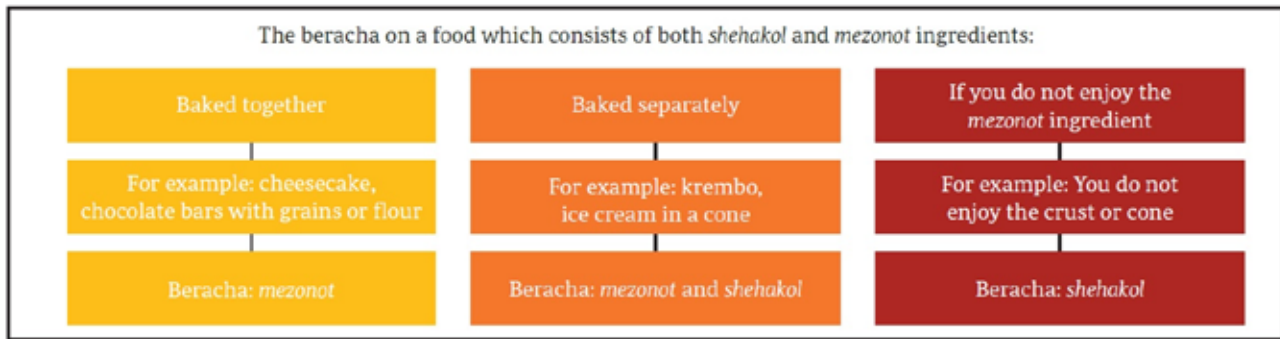 The beracha on a food which consists of both shehakol and mezonot ingredients:
Baked together
For example: cheesecake,
chocolate bars with grains or flour
Beracha: mezonot
Baked separately
For example: krembo,
ice cream in a cone
Beracha: mezonot and shehakol
If you do not enjoy the
mezonot ingredient
For example: You do not
enjoy the crust or cone
Beracha: shehakol